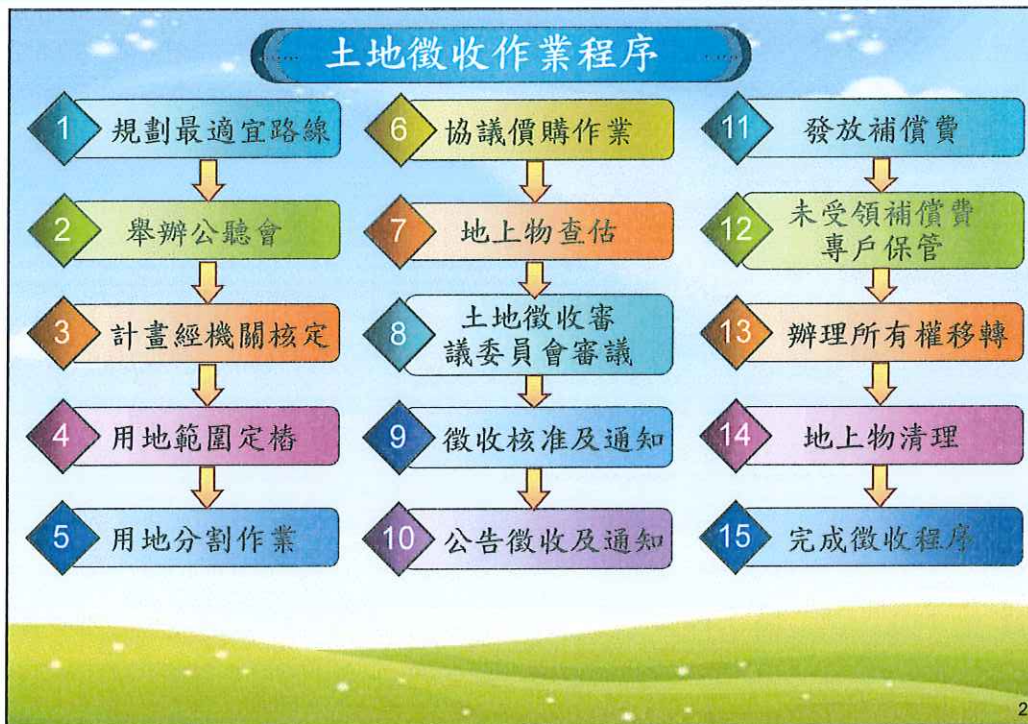 土地徵收作業程序
1 規劃最適宜路線
2 舉辦公聽會
3 計畫經機關核定
4 用地範圍定樁
5 用地分割作業
6 協議價購作業
7 地上物查估
8 土地徵收審
議委員會審議
9 徵收核准及通知
10 公告徵收及通知
11 發放補償費
12 未受領補償費
專戶保管
13 辦理所有權移轉
14 地上物清理
15 完成徵收程序
2